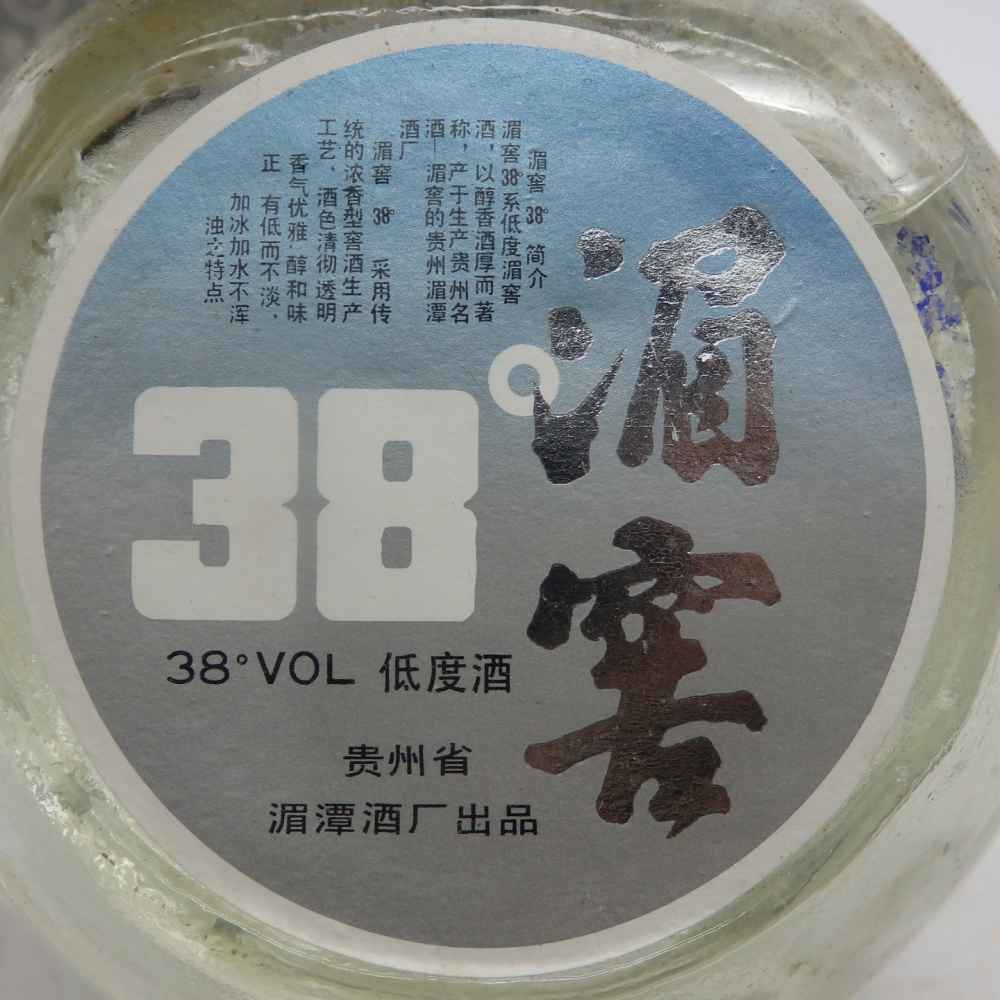 湄窖
湄窖 38° 简介
湄窖38°系低度湄窖
酒，以醇香酒厚而著
称，产于生产贵州名
酒—湄窖的贵州湄潭
酒厂
湄窖 38° 采用传
统的浓香型窖酒生产
工艺、酒色清彻透明
香气优雅、醇和味
正 有低而不淡、
加冰加水不浑
浊之特点
38°
38°VOL 低度酒
贵州省
湄潭酒厂出品